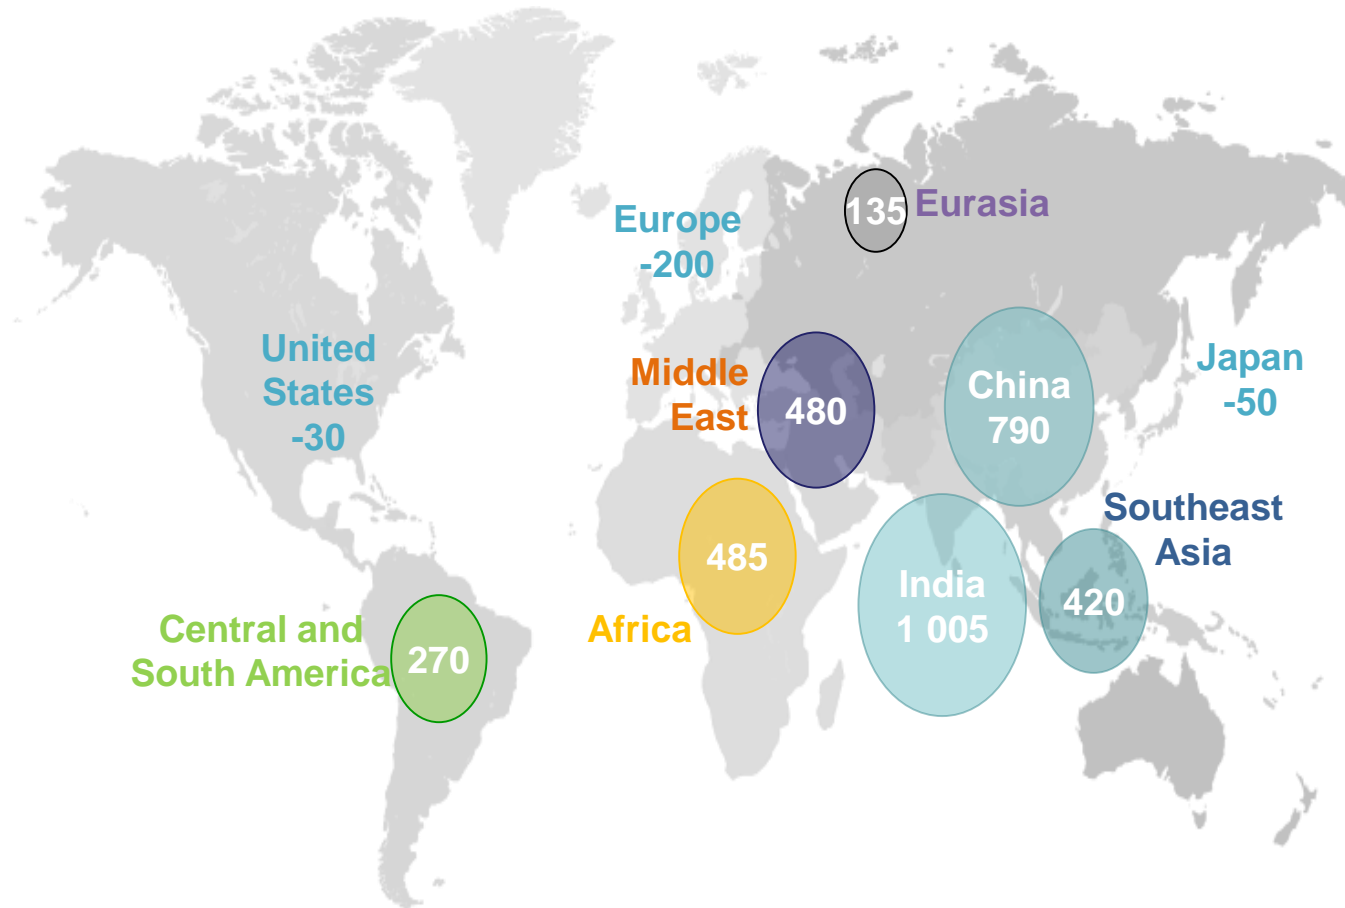 135
Eurasia
Europe
-200
United
States
-30
Middle
East
480
China
790
Japan
-50
Southeast
Asia
485
India
1 005
420
Africa
Central and
South America
270